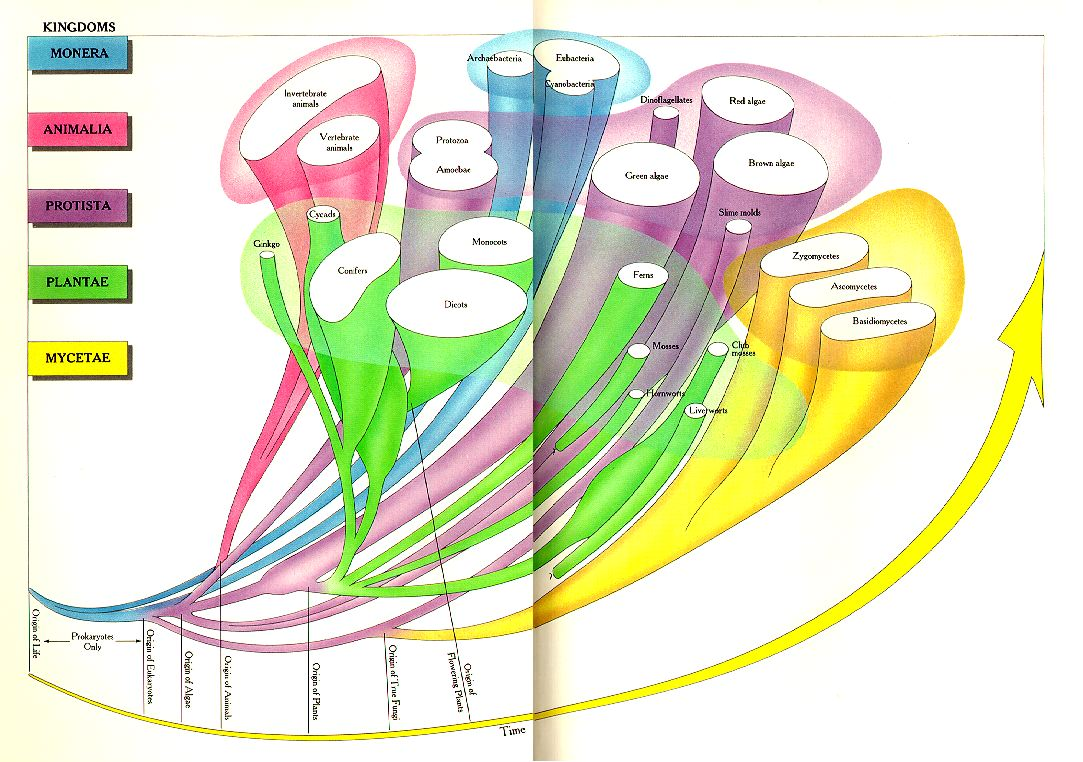 KINGDOMS
MONERA
ANIMALIA
PROTISTA
PLANTAE
MYCETAE
Invertebrate
animals
Vertebrate
animals
Archaebacteria
Eubacteria
Cyanobacteria
Protozoa
Amoebae
Dinoflagellates
Red algae
Green algae
Brown algae
Slime molds
Cycads
Ginkgo
Conifers
Monocots
Dicots
Ferns
Mosses
Club
mosses
Hornworts
Liverworts
Zygomycetes
Ascomycetes
Basidiomycetes
?
Origin of Life
Prokaryotes
Only
Origin of Eukaryotes
Origin of Algae
Origin of Animals
Origin of Plants
Origin of True Fungi
Origin of
Flowering Plants
Time